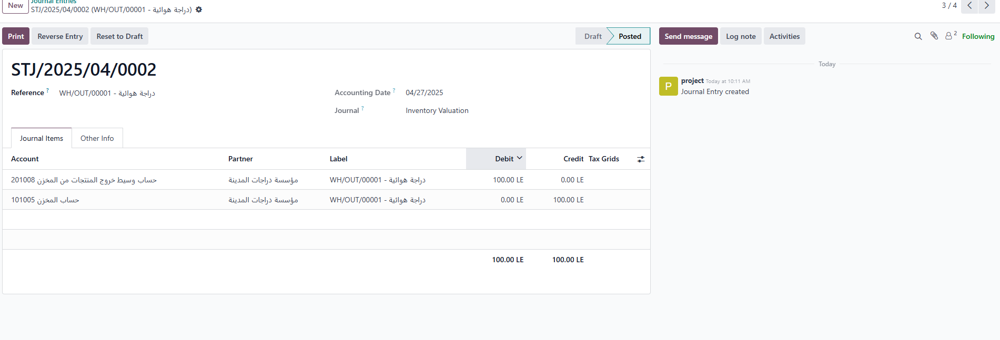 New
Journal Entries
STJ/2025/04/0002 (WH/OUT/00001 - دراجة هوائية)
3 / 4
Print
Reverse Entry
Reset to Draft
Draft
Posted
Send message
Log note
Activities
2
Following
STJ/2025/04/0002
Reference ?
WH/OUT/00001 - دراجة هوائية
Accounting Date ?
04/27/2025
Journal ?
Inventory Valuation
Journal Items
Other Info
Account Partner Label Debit Credit Tax Grids
201008 حساب وسيط خروج المنتجات من المخزن مؤسسة دراجات المدينة WH/OUT/00001 - دراجة هوائية 100.00 LE 0.00 LE
101005 حساب المخزن مؤسسة دراجات المدينة WH/OUT/00001 - دراجة هوائية 0.00 LE 100.00 LE
100.00 LE 100.00 LE
Today
P
project Today at 10:11 AM
Journal Entry created